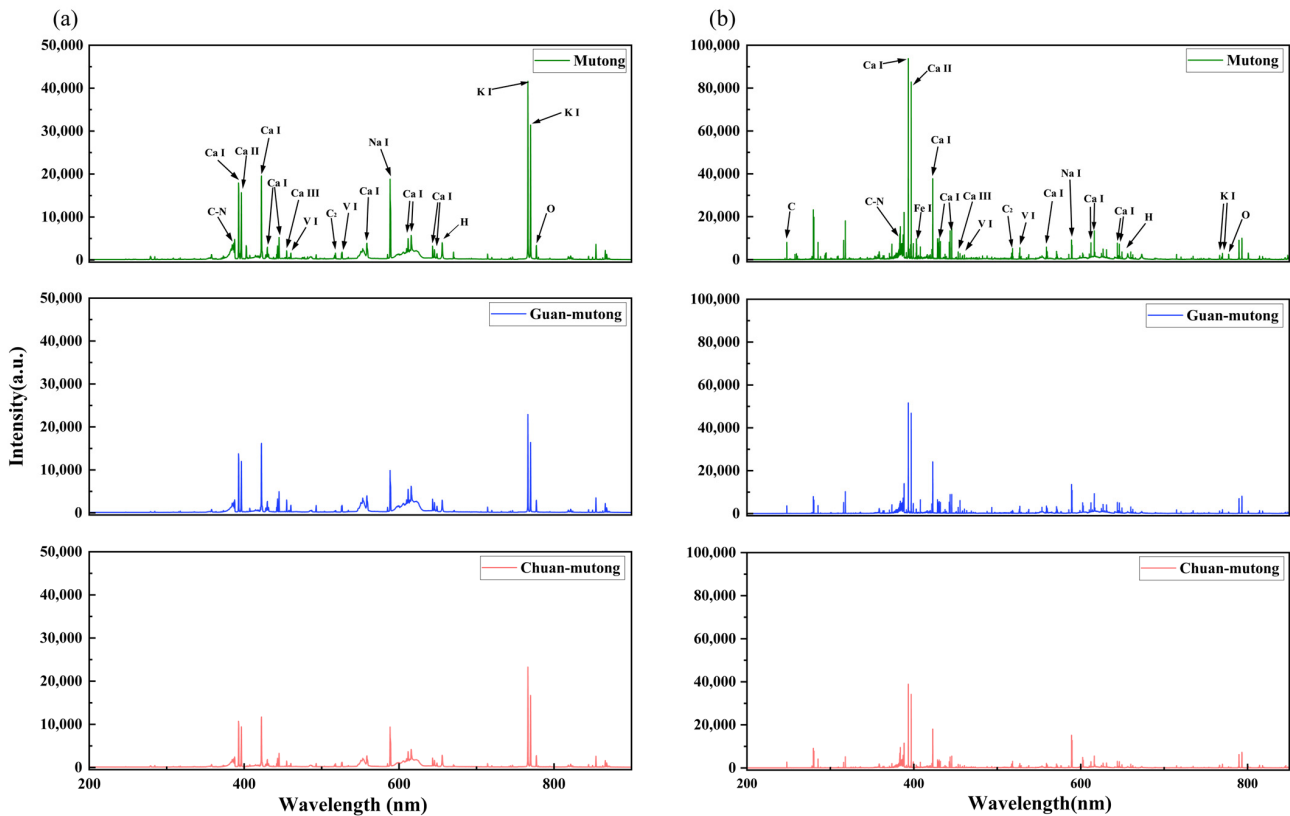 (a)
50,000
40,000
30,000
20,000
10,000
0
Mutong
K I
K I
Ca I
Na I
Ca I
Ca II
Ca I
Ca III
C-N
V I
C₂
V I
Ca I
Ca I
Ca I
H
O
50,000
40,000
30,000
20,000
10,000
0
Guan-mutong
50,000
40,000
30,000
20,000
10,000
0
Chuan-mutong
200
400
600
800
Wavelength (nm)
Intensity(a.u.)
(b)
100,000
80,000
60,000
40,000
20,000
0
Mutong
Ca I
Ca II
Ca I
C
C-N
Fe I
Ca I
Ca III
V I
C₂
V I
Ca I
Na I
Ca I
Ca I
H
K I
O
100,000
80,000
60,000
40,000
20,000
0
Guan-mutong
100,000
80,000
60,000
40,000
20,000
0
Chuan-mutong
200
400
600
800
Wavelength(nm)